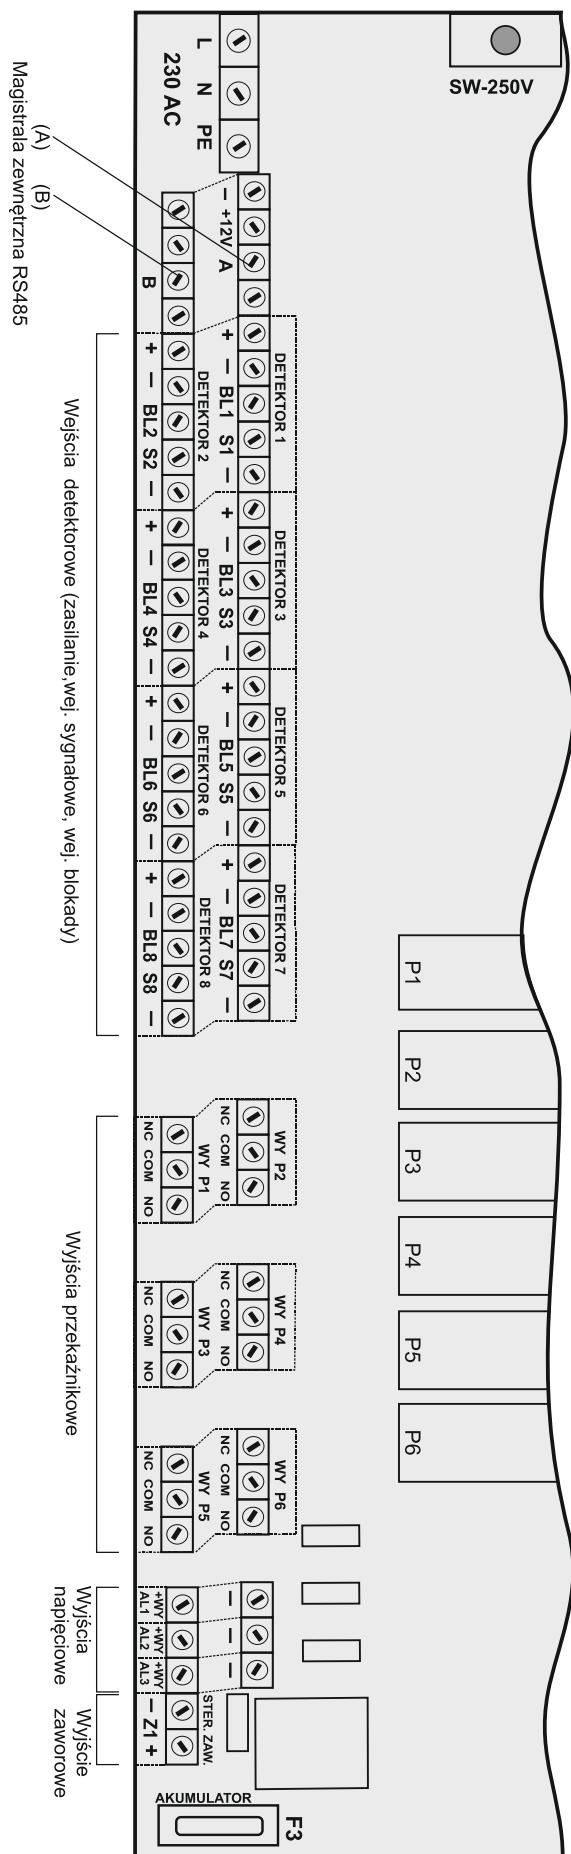 SW-250V
L N PE
230 AC
(A)
(B)
Magistrala zewnętrzna RS485
− +12V A
B
DETEKTOR 1
+ − BL1 S1 −
DETEKTOR 2
+ − BL2 S2 −
DETEKTOR 3
+ − BL3 S3 −
DETEKTOR 4
+ − BL4 S4 −
DETEKTOR 5
+ − BL5 S5 −
DETEKTOR 6
+ − BL6 S6 −
DETEKTOR 7
+ − BL7 S7 −
DETEKTOR 8
+ − BL8 S8 −
Wejścia detektorowe (zasilanie,wej. sygnałowe, wej. blokady)
P1
P2
P3
P4
P5
P6
WY P2
NC COM NO
WY P1
NC COM NO
WY P4
NC COM NO
WY P3
NC COM NO
WY P6
NC COM NO
WY P5
NC COM NO
Wyjścia przekaźnikowe
− − −
+WY +WY +WY
AL1 AL2 AL3
Wyjścia
napięciowe
STER. ZAW.
− Z1 +
Wyjście
zaworowe
AKUMULATOR
F3